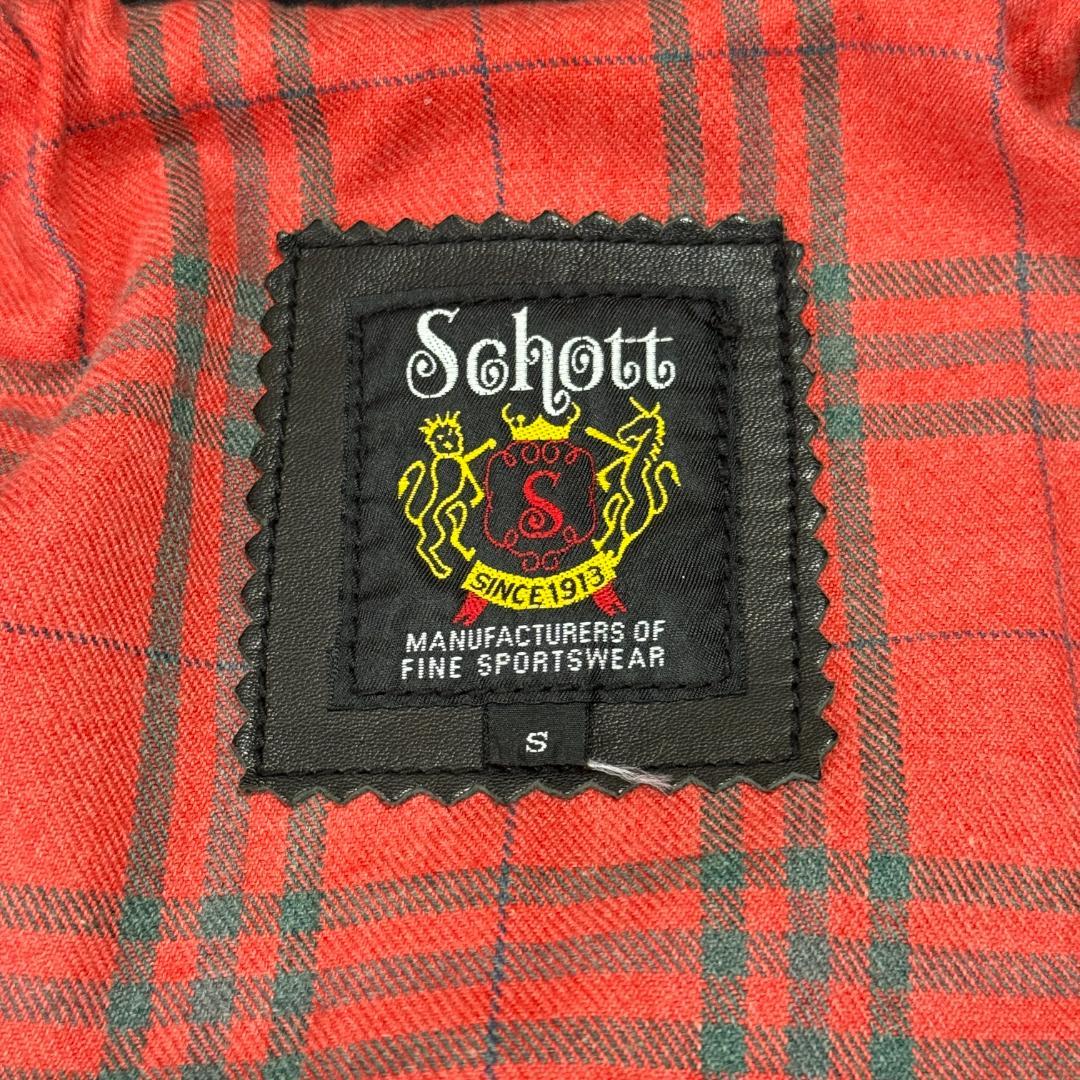 Schott
S
SINCE 1913
MANUFACTURERS OF
FINE SPORTSWEAR
S